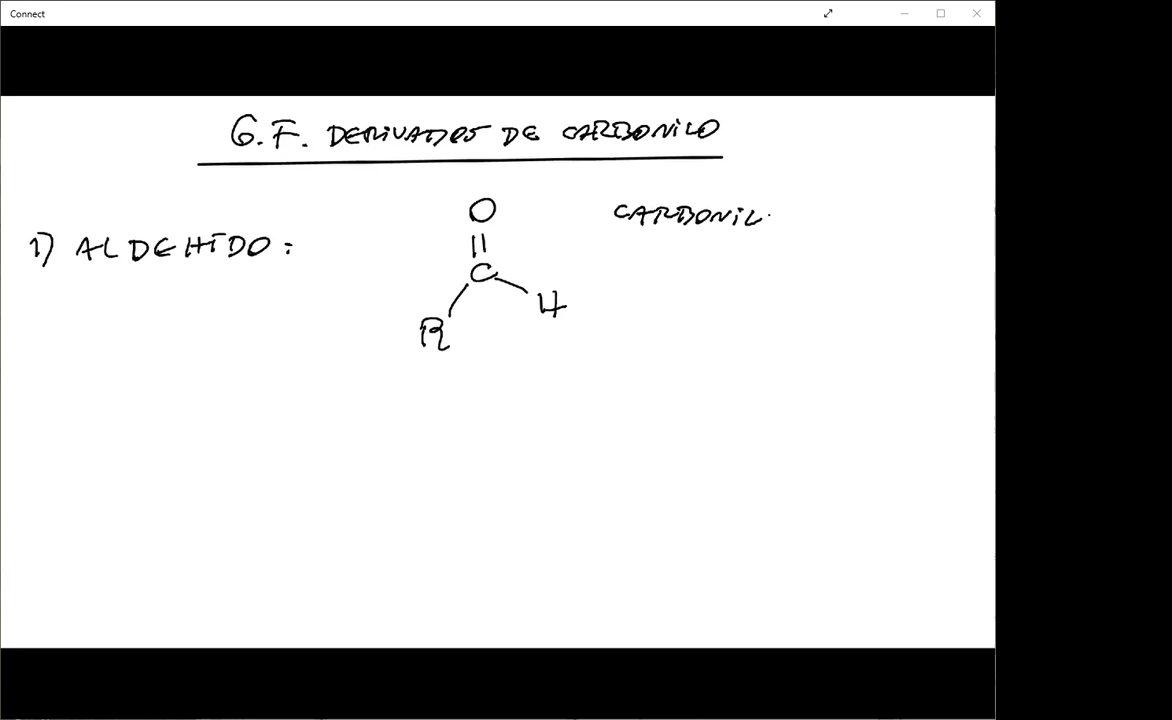 Connect
G.F. DERIVADOS DE CARBONILO
CARBONIL
1) ALDEHIDO:
O
C
H
R